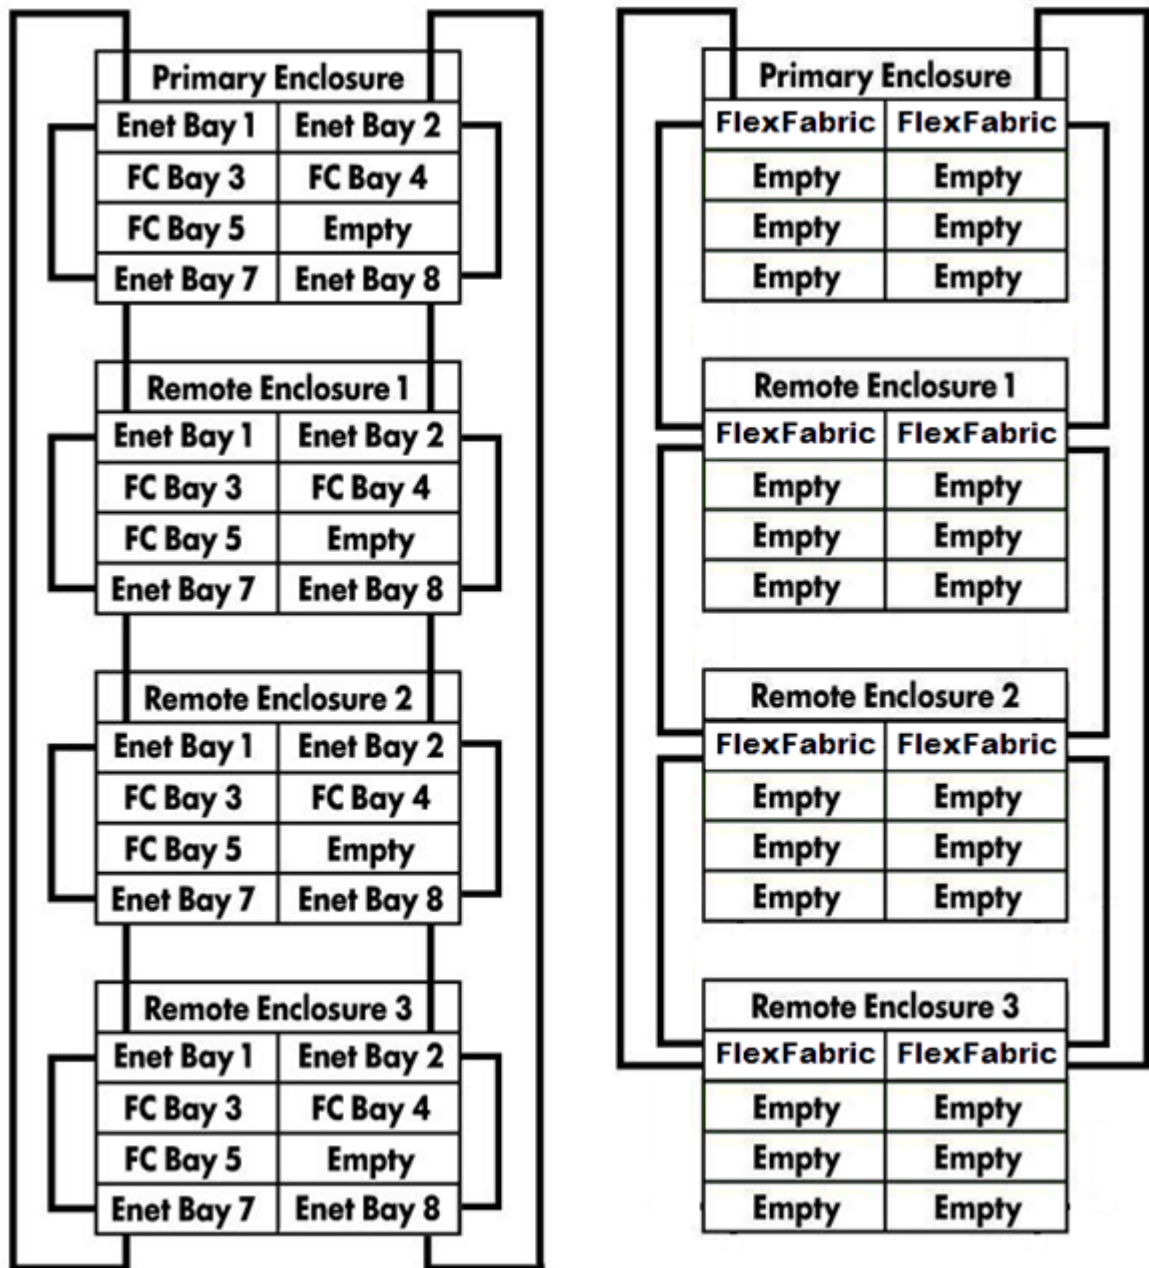 Primary Enclosure
Enet Bay 1 Enet Bay 2
FC Bay 3 FC Bay 4
FC Bay 5 Empty
Enet Bay 7 Enet Bay 8
Remote Enclosure 1
Enet Bay 1 Enet Bay 2
FC Bay 3 FC Bay 4
FC Bay 5 Empty
Enet Bay 7 Enet Bay 8
Remote Enclosure 2
Enet Bay 1 Enet Bay 2
FC Bay 3 FC Bay 4
FC Bay 5 Empty
Enet Bay 7 Enet Bay 8
Remote Enclosure 3
Enet Bay 1 Enet Bay 2
FC Bay 3 FC Bay 4
FC Bay 5 Empty
Enet Bay 7 Enet Bay 8
Primary Enclosure
FlexFabric FlexFabric
Empty Empty
Empty Empty
Empty Empty
Remote Enclosure 1
FlexFabric FlexFabric
Empty Empty
Empty Empty
Empty Empty
Remote Enclosure 2
FlexFabric FlexFabric
Empty Empty
Empty Empty
Empty Empty
Remote Enclosure 3
FlexFabric FlexFabric
Empty Empty
Empty Empty
Empty Empty